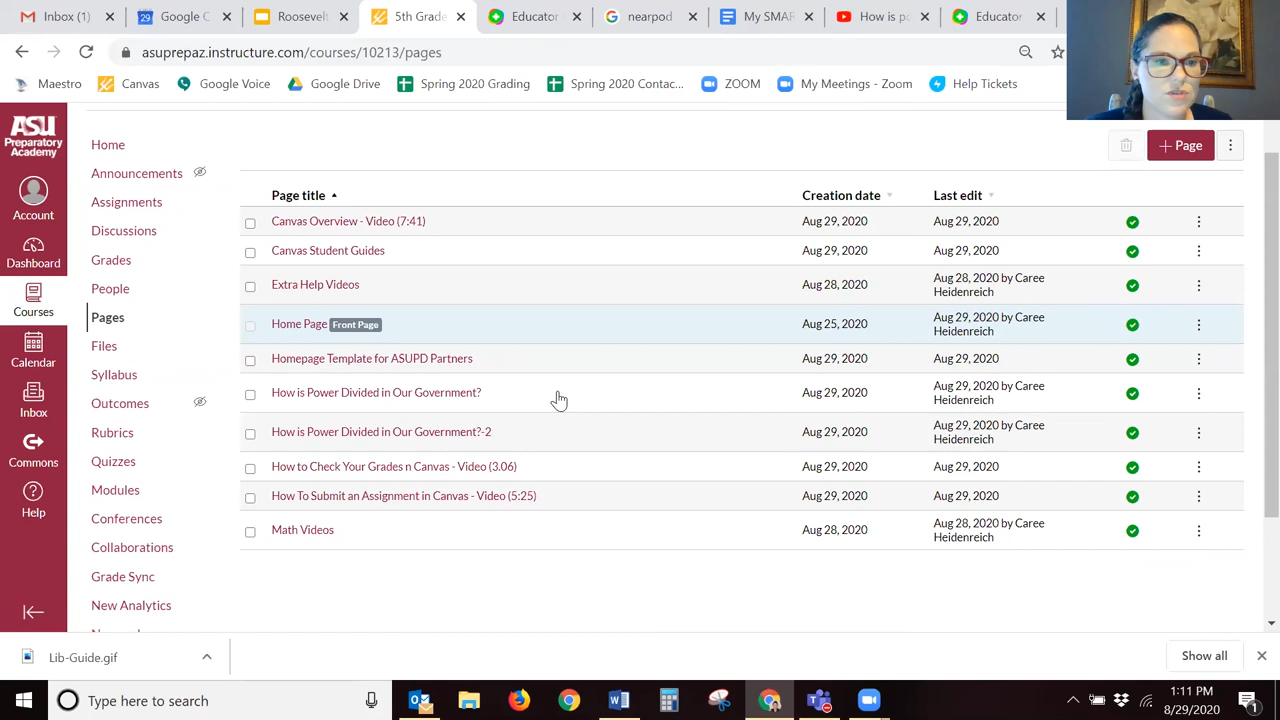 Inbox (1)
Google C
Roosevelt
5th Grade
Educator
nearpod
My SMAR
How is p
Educator
asuprepaz.instructure.com/courses/10213/pages
Maestro
Canvas
Google Voice
Google Drive
Spring 2020 Grading
Spring 2020 Contac...
ZOOM
My Meetings - Zoom
Help Tickets
ASU
Preparatory
Academy
Account
Dashboard
Courses
Calendar
Inbox
Commons
Help
Home
Announcements
Assignments
Discussions
Grades
People
Pages
Files
Syllabus
Outcomes
Rubrics
Quizzes
Modules
Conferences
Collaborations
Grade Sync
New Analytics
+ Page
Page title Creation date Last edit
Canvas Overview - Video (7:41) Aug 29, 2020 Aug 29, 2020
Canvas Student Guides Aug 29, 2020 Aug 29, 2020
Extra Help Videos Aug 28, 2020 Aug 28, 2020 by Caree
Heidenreich
Home Page Front Page Aug 25, 2020 Aug 29, 2020 by Caree
Heidenreich
Homepage Template for ASUPD Partners Aug 29, 2020 Aug 29, 2020
How is Power Divided in Our Government? Aug 29, 2020 Aug 29, 2020 by Caree
Heidenreich
How is Power Divided in Our Government?-2 Aug 29, 2020 Aug 29, 2020 by Caree
Heidenreich
How to Check Your Grades n Canvas - Video (3.06) Aug 29, 2020 Aug 29, 2020
How To Submit an Assignment in Canvas - Video (5:25) Aug 29, 2020 Aug 29, 2020
Math Videos Aug 28, 2020 Aug 28, 2020 by Caree
Heidenreich
Lib-Guide.gif
Show all
Type here to search
1:11 PM
8/29/2020
1